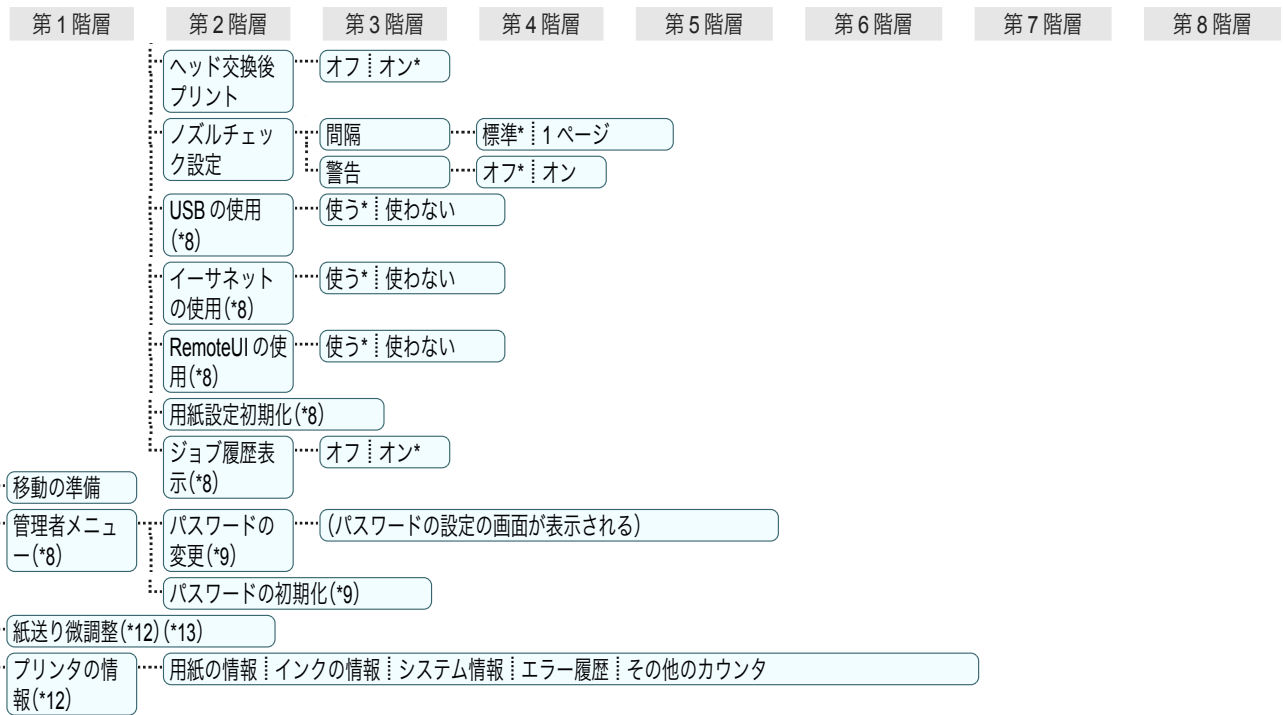 第 1 階層 第 2 階層 第 3 階層 第 4 階層 第 5 階層 第 6 階層 第 7 階層 第 8 階層
ヘッド交換後 オフ┊オン*
プリント
ノズルチェッ 間隔 標準*┊1 ページ
ク設定 警告 オフ*┊オン
USB の使用 使う*┊使わない
(*8)
イーサネット 使う*┊使わない
の使用(*8)
RemoteUI の使 使う*┊使わない
用(*8)
用紙設定初期化(*8)
ジョブ履歴表 オフ┊オン*
示(*8)
移動の準備
管理者メニュ パスワードの (パスワードの設定の画面が表示される)
ー(*8) 変更(*9)
パスワードの初期化(*9)
紙送り微調整(*12)(*13)
プリンタの情 用紙の情報┊インクの情報┊システム情報┊エラー履歴┊その他のカウンタ
報(*12)